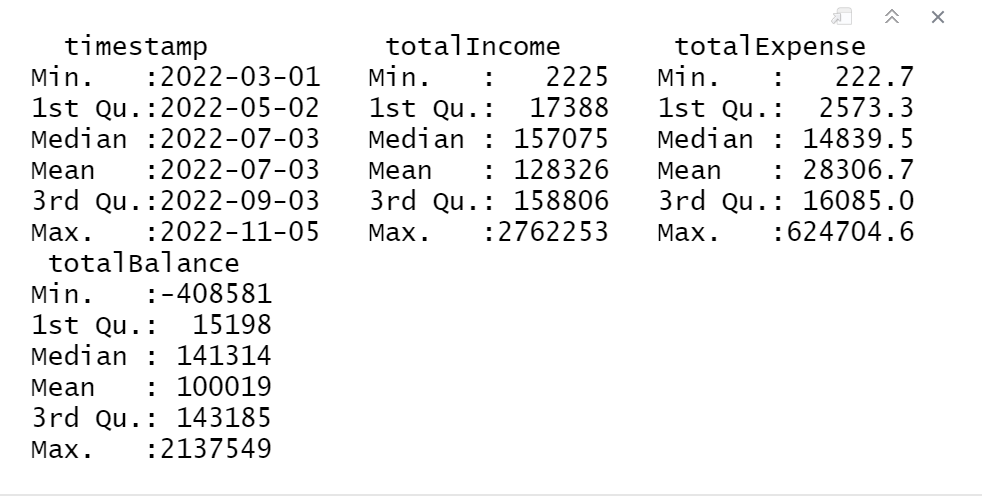 timestamp           totalIncome       totalExpense
Min.   :2022-03-01   Min.   :   2225   Min.   :   222.7
1st Qu.:2022-05-02   1st Qu.:  17388   1st Qu.:  2573.3
Median :2022-07-03   Median : 157075   Median : 14839.5
Mean   :2022-07-03   Mean   : 128326   Mean   : 28306.7
3rd Qu.:2022-09-03   3rd Qu.: 158806   3rd Qu.: 16085.0
Max.   :2022-11-05   Max.   :2762253   Max.   :624704.6
 totalBalance
Min.   :-408581
1st Qu.:  15198
Median : 141314
Mean   : 100019
3rd Qu.: 143185
Max.   :2137549